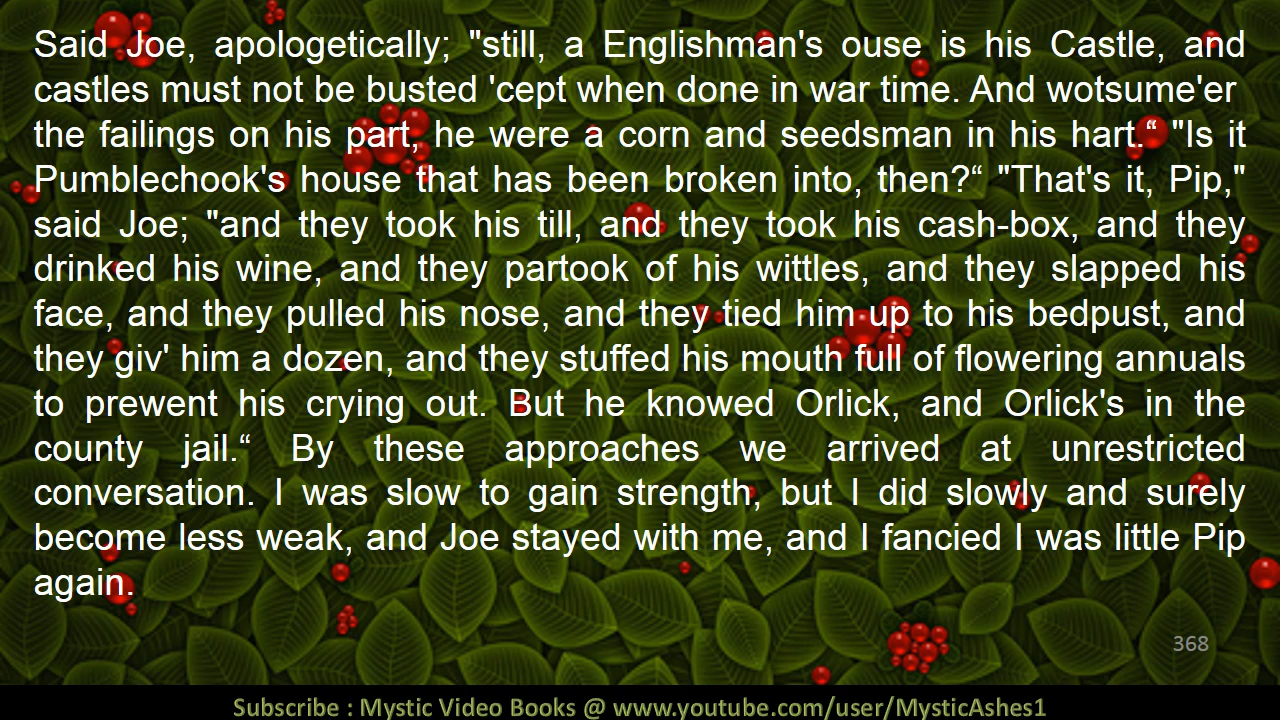 Said Joe, apologetically; "still, a Englishman's ouse is his Castle, and
castles must not be busted 'cept when done in war time. And wotsume'er
the failings on his part, he were a corn and seedsman in his hart.“ "Is it
Pumblechook's house that has been broken into, then?“ "That's it, Pip,"
said Joe; "and they took his till, and they took his cash-box, and they
drinked his wine, and they partook of his wittles, and they slapped his
face, and they pulled his nose, and they tied him up to his bedpust, and
they giv' him a dozen, and they stuffed his mouth full of flowering annuals
to prewent his crying out. But he knowed Orlick, and Orlick's in the
county jail.“ By these approaches we arrived at unrestricted
conversation. I was slow to gain strength, but I did slowly and surely
become less weak, and Joe stayed with me, and I fancied I was little Pip
again.
368
Subscribe : Mystic Video Books @ www.youtube.com/user/MysticAshes1